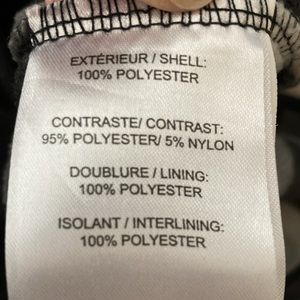 EXTÉRIEUR / SHELL:
100% POLYESTER
CONTRASTE/ CONTRAST:
95% POLYESTER/ 5% NYLON
DOUBLURE / LINING:
100% POLYESTER
ISOLANT / INTERLINING:
100% POLYESTER